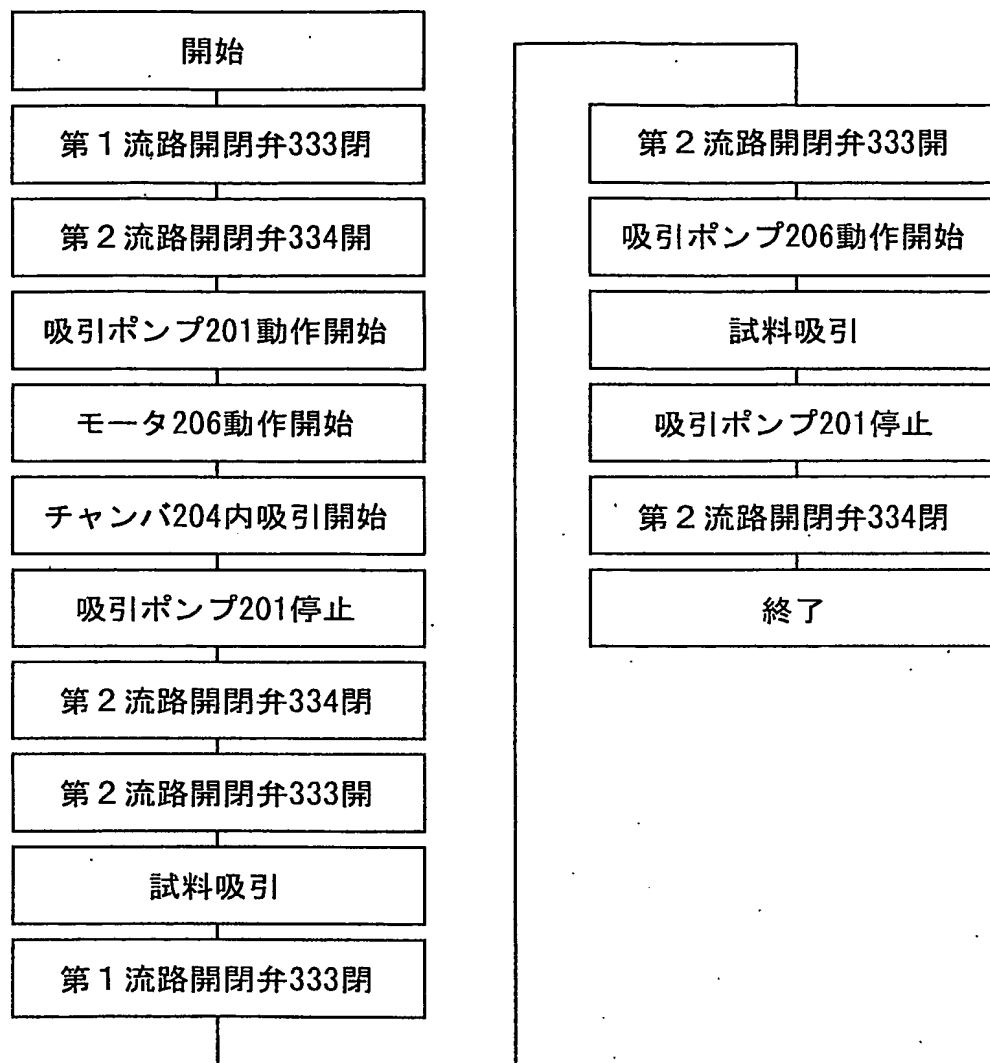 開始
第1流路開閉弁333閉
第2流路開閉弁334開
吸引ポンプ201動作開始
モータ206動作開始
チャンバ204内吸引開始
吸引ポンプ201停止
第2流路開閉弁334閉
第2流路開閉弁333開
試料吸引
第1流路開閉弁333閉
第2流路開閉弁333開
吸引ポンプ206動作開始
試料吸引
吸引ポンプ201停止
第2流路開閉弁334閉
終了